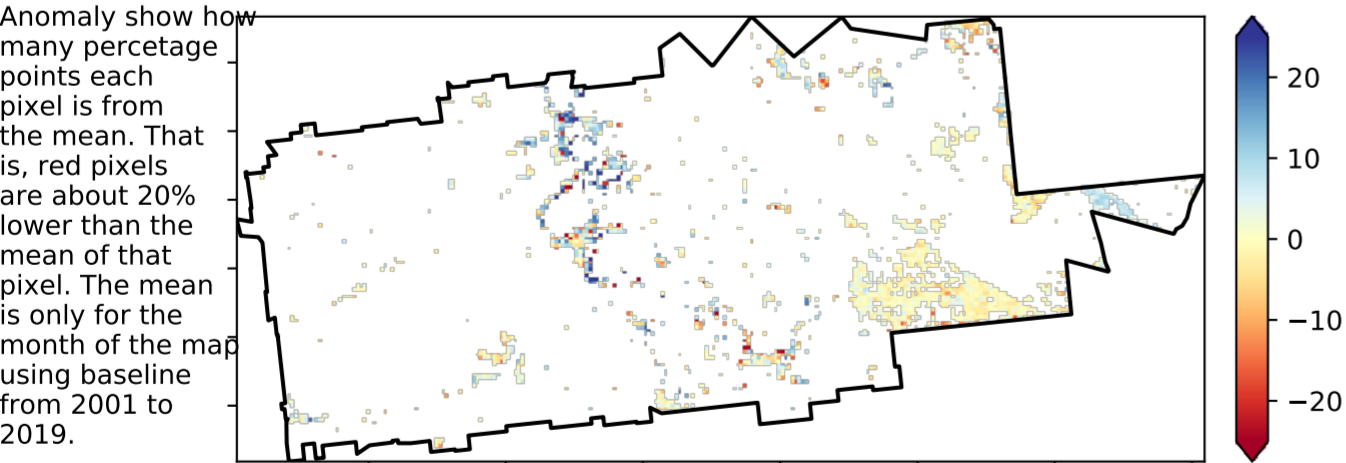 Anomaly show how
many percetage
points each
pixel is from
the mean. That
is, red pixels
are about 20%
lower than the
mean of that
pixel. The mean
is only for the
month of the map
using baseline
from 2001 to
2019.
20
10
0
−10
−20